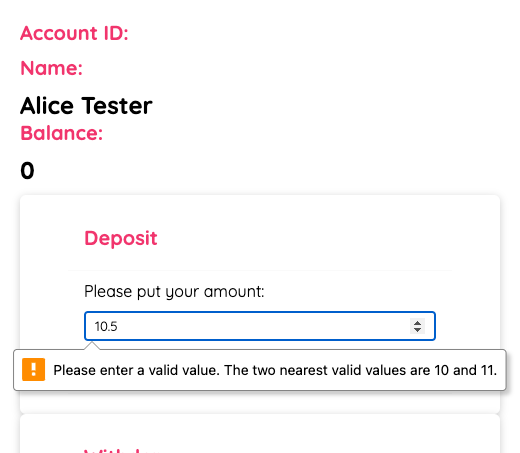 Account ID:
Name:
Alice Tester
Balance:
0
Deposit
Please put your amount:
10.5
Please enter a valid value. The two nearest valid values are 10 and 11.